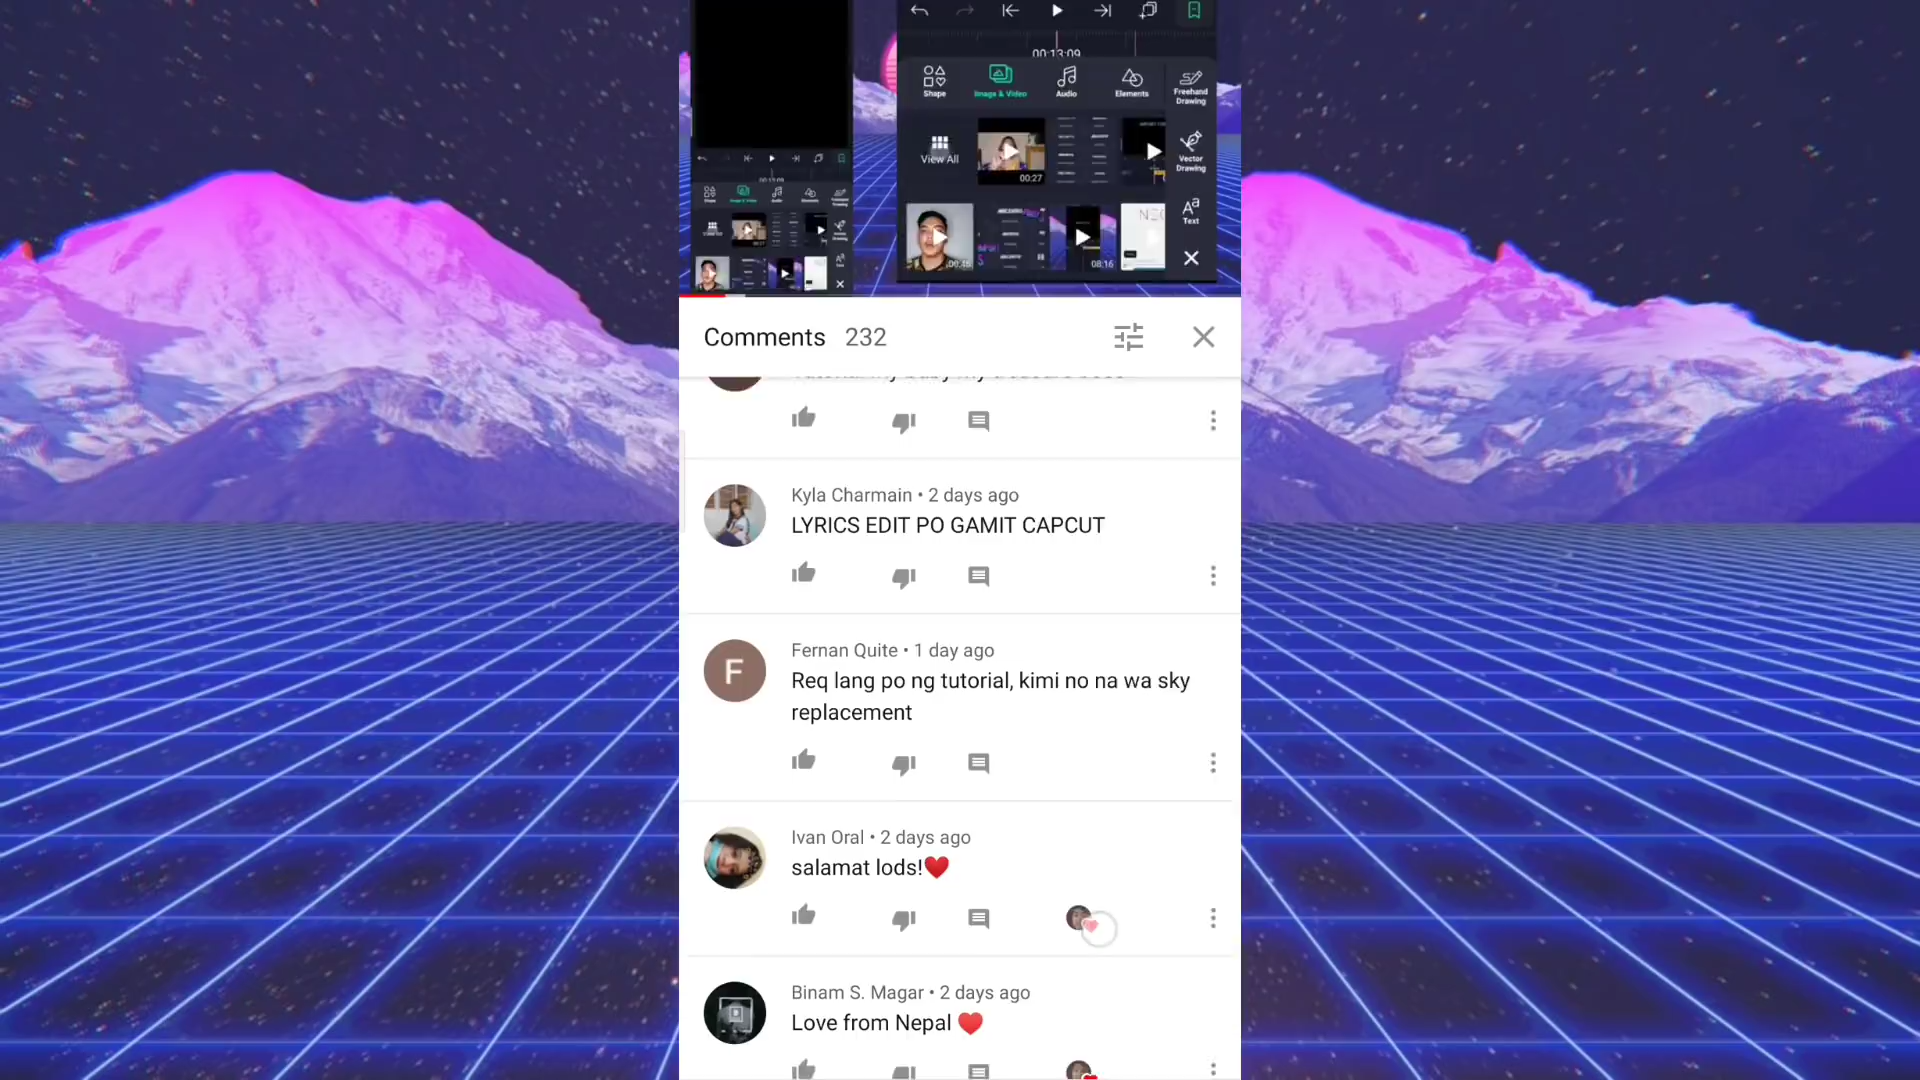 00:13:09
Shape
Image & Video
Audio
Elements
Freehand
Drawing
View All
00:27
Vector
Drawing
Text
00:46
08:16
Comments 232
Kyla Charmain • 2 days ago
LYRICS EDIT PO GAMIT CAPCUT
F
Fernan Quite • 1 day ago
Req lang po ng tutorial, kimi no na wa sky
replacement
Ivan Oral • 2 days ago
salamat lods!❤️
Binam S. Magar • 2 days ago
Love from Nepal ❤️